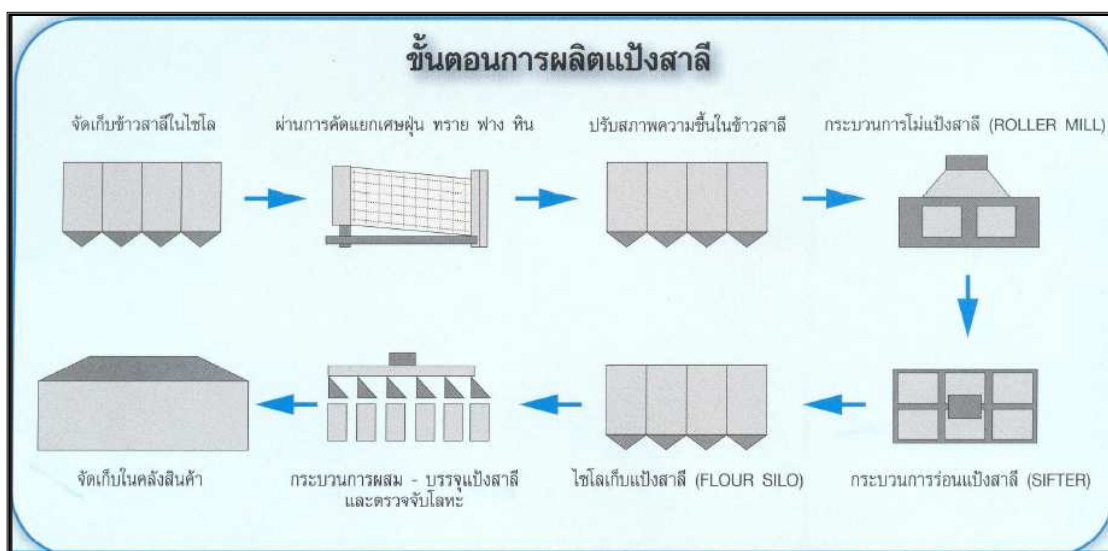 ขั้นตอนการผลิตแป้งสาลี
จัดเก็บข้าวสาลีในไซโล
ผ่านการคัดแยกเศษฝุ่น ทราย ฟาง หิน
ปรับสภาพความชื้นในข้าวสาลี
กระบวนการโม่แป้งสาลี (ROLLER MILL)
กระบวนการร่อนแป้งสาลี (SIFTER)
ไซโลเก็บแป้งสาลี (FLOUR SILO)
กระบวนการผสม - บรรจุแป้งสาลี
และตรวจจับโลหะ
จัดเก็บในคลังสินค้า